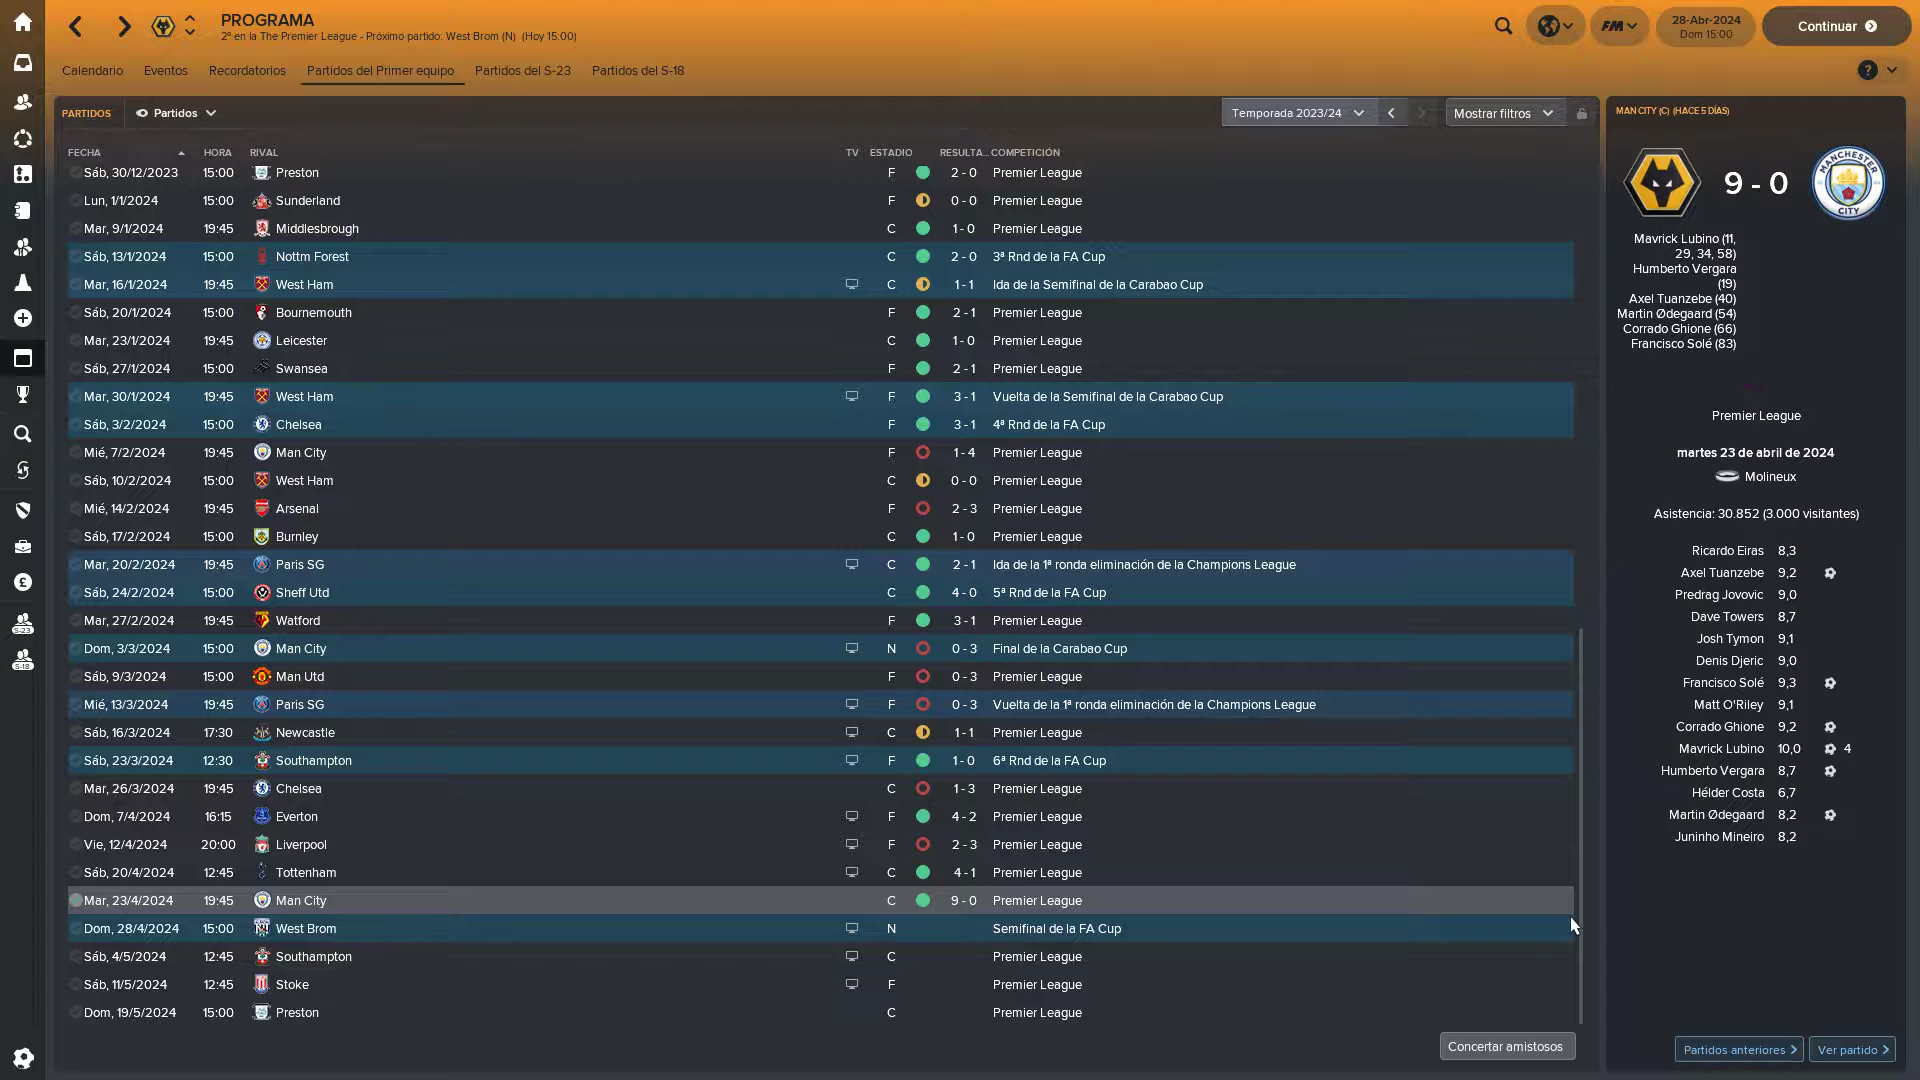 PROGRAMA
2º en la The Premier League - Próximo partido: West Brom (N) (Hoy 15:00)
FM
28-Abr-2024
Dom 15:00
Continuar
Calendario Eventos Recordatorios Partidos del Primer equipo Partidos del S-23 Partidos del S-18
PARTIDOS Partidos Temporada 2023/24 Mostrar filtros
FECHA HORA RIVAL TV ESTADIO RESULTA... COMPETICIÓN
Sáb, 30/12/2023 15:00 Preston F 2 - 0 Premier League
Lun, 1/1/2024 15:00 Sunderland F 0 - 0 Premier League
Mar, 9/1/2024 19:45 Middlesbrough C 1 - 0 Premier League
Sáb, 13/1/2024 15:00 Nottm Forest C 2 - 0 3ª Rnd de la FA Cup
Mar, 16/1/2024 19:45 West Ham C 1 - 1 Ida de la Semifinal de la Carabao Cup
Sáb, 20/1/2024 15:00 Bournemouth F 2 - 1 Premier League
Mar, 23/1/2024 19:45 Leicester C 1 - 0 Premier League
Sáb, 27/1/2024 15:00 Swansea F 2 - 1 Premier League
Mar, 30/1/2024 19:45 West Ham F 3 - 1 Vuelta de la Semifinal de la Carabao Cup
Sáb, 3/2/2024 15:00 Chelsea F 3 - 1 4ª Rnd de la FA Cup
Mié, 7/2/2024 19:45 Man City F 1 - 4 Premier League
Sáb, 10/2/2024 15:00 West Ham C 0 - 0 Premier League
Mié, 14/2/2024 19:45 Arsenal F 2 - 3 Premier League
Sáb, 17/2/2024 15:00 Burnley C 1 - 0 Premier League
Mar, 20/2/2024 19:45 Paris SG C 2 - 1 Ida de la 1ª ronda eliminación de la Champions League
Sáb, 24/2/2024 15:00 Sheff Utd C 4 - 0 5ª Rnd de la FA Cup
Mar, 27/2/2024 19:45 Watford F 3 - 1 Premier League
Dom, 3/3/2024 15:00 Man City N 0 - 3 Final de la Carabao Cup
Sáb, 9/3/2024 15:00 Man Utd F 0 - 3 Premier League
Mié, 13/3/2024 19:45 Paris SG F 0 - 3 Vuelta de la 1ª ronda eliminación de la Champions League
Sáb, 16/3/2024 17:30 Newcastle C 1 - 1 Premier League
Sáb, 23/3/2024 12:30 Southampton F 1 - 0 6ª Rnd de la FA Cup
Mar, 26/3/2024 19:45 Chelsea C 1 - 3 Premier League
Dom, 7/4/2024 16:15 Everton F 4 - 2 Premier League
Vie, 12/4/2024 20:00 Liverpool F 2 - 3 Premier League
Sáb, 20/4/2024 12:45 Tottenham C 4 - 1 Premier League
Mar, 23/4/2024 19:45 Man City C 9 - 0 Premier League
Dom, 28/4/2024 15:00 West Brom N Semifinal de la FA Cup
Sáb, 4/5/2024 12:45 Southampton C Premier League
Sáb, 11/5/2024 12:45 Stoke F Premier League
Dom, 19/5/2024 15:00 Preston C Premier League
Concertar amistosos
S-23
S-18
MAN CITY (C) (HACE 5 DÍAS)
9 - 0
MANCHESTER
CITY
Mavrick Lubino (11,
29, 34, 58)
Humberto Vergara
(19)
Axel Tuanzebe (40)
Martin Ødegaard (54)
Corrado Ghione (66)
Francisco Solé (83)
Premier League
martes 23 de abril de 2024
Molineux
Asistencia: 30.852 (3.000 visitantes)
Ricardo Eiras 8,3
Axel Tuanzebe 9,2
Predrag Jovovic 9,0
Dave Towers 8,7
Josh Tymon 9,1
Denis Djeric 9,0
Francisco Solé 9,3
Matt O'Riley 9,1
Corrado Ghione 9,2
Mavrick Lubino 10,0 4
Humberto Vergara 8,7
Hélder Costa 6,7
Martin Ødegaard 8,2
Juninho Mineiro 8,2
Partidos anteriores Ver partido